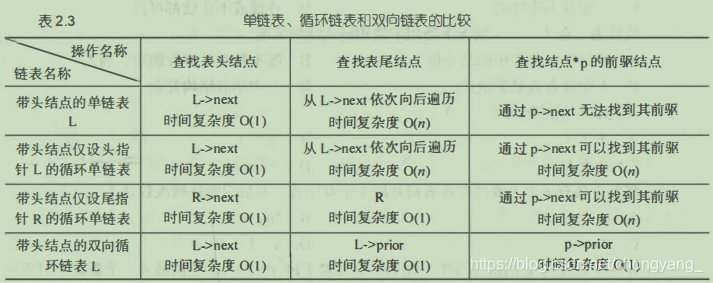 表 2.3 单链表、循环链表和双向链表的比较
操作名称
链表名称
查找表头结点
查找表尾结点
查找结点*p 的前驱结点
带头结点的单链表
L
L->next
时间复杂度 O(1)
从 L->next 依次向后遍历
时间复杂度 O(n)
通过 p->next 无法找到其前驱
带头结点仅设头指
针 L 的循环单链表
L->next
时间复杂度 O(1)
从 L->next 依次向后遍历
时间复杂度 O(n)
通过 p->next 可以找到其前驱
时间复杂度 O(n)
带头结点仅设尾指
针 R 的循环单链表
R->next
时间复杂度 O(1)
R
时间复杂度 O(1)
通过 p->next 可以找到其前驱
时间复杂度 O(n)
带头结点的双向循
环链表 L
L->next
时间复杂度 O(1)
L->prior
时间复杂度 O(1)
p->prior
时间复杂度 O(1)